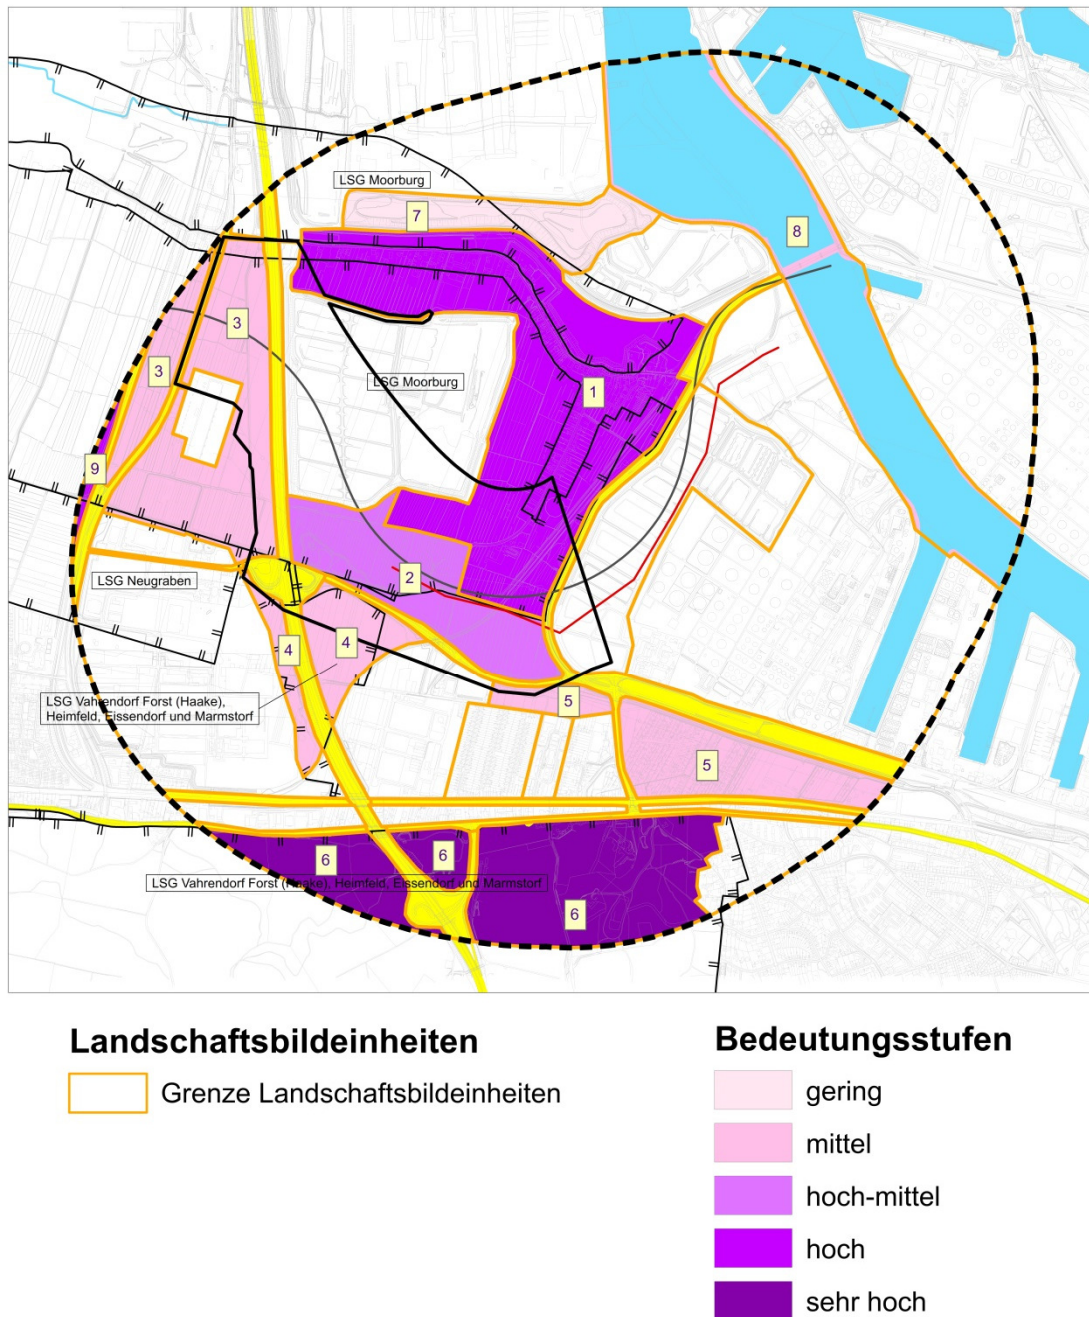 LSG Moorburg
7
8
3
3
LSG Moorburg
1
9
2
LSG Neugraben
4
4
LSG Vahrendorf Forst (Haake),
Heimfeld, Eissendorf und Marmstorf
5
5
6
6
LSG Vahrendorf Forst (Haake), Heimfeld, Eissendorf und Marmstorf
6
Landschaftsbildeinheiten
Grenze Landschaftsbildeinheiten
Bedeutungsstufen
gering
mittel
hoch-mittel
hoch
sehr hoch